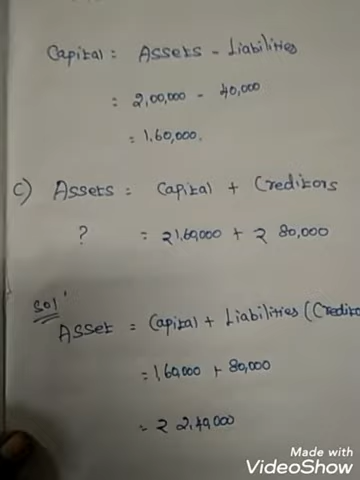 Capital = Assets - Liabilities
= 2,00,000 - 40,000
= 1,60,000.
C) Assets = Capital + Creditors
? = ₹1,60,000 + ₹ 80,000
Sol'
Asset = Capital + Liabilities (Credito
= 1,60,000 + 80,000
= ₹ 2,40,000
Made with
VideoShow